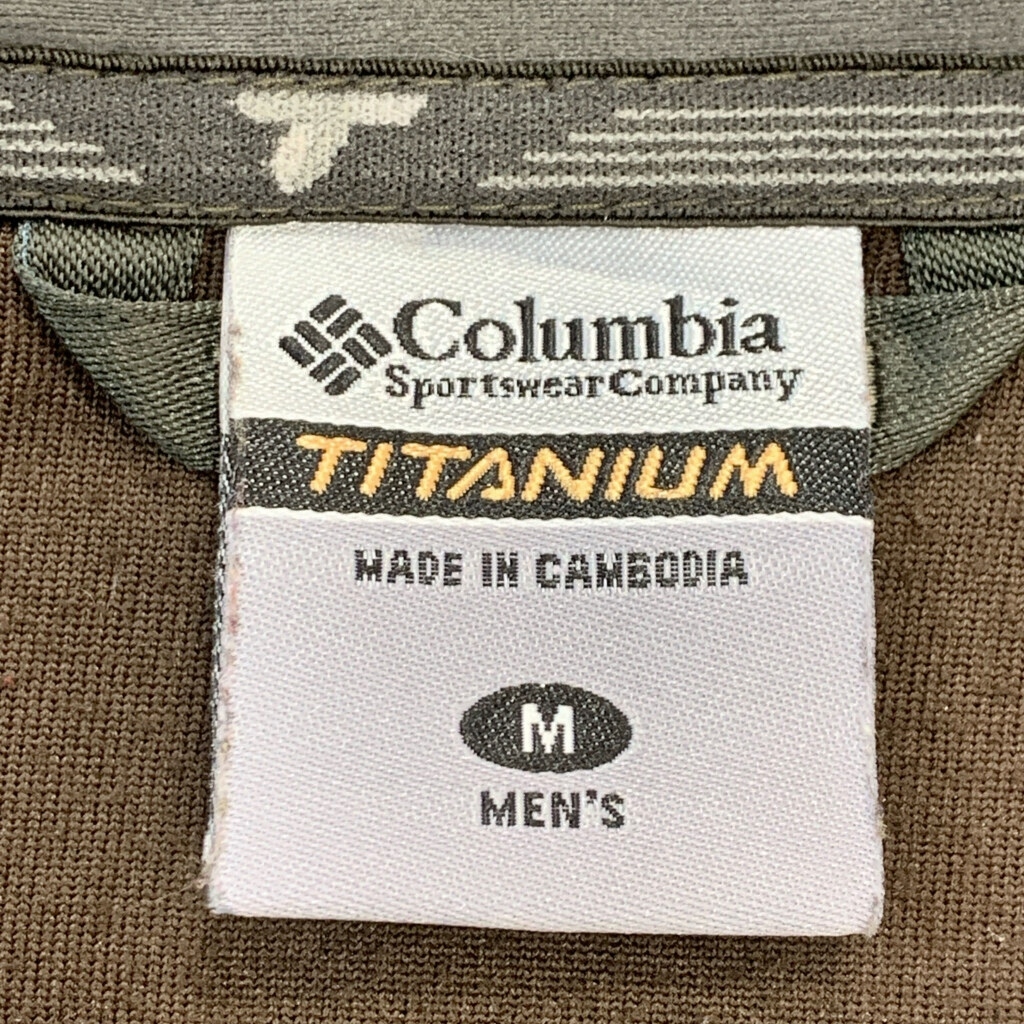 T
Columbia
Sportswear Company
TITANIUM
MADE IN CAMBODIA
M
MEN'S